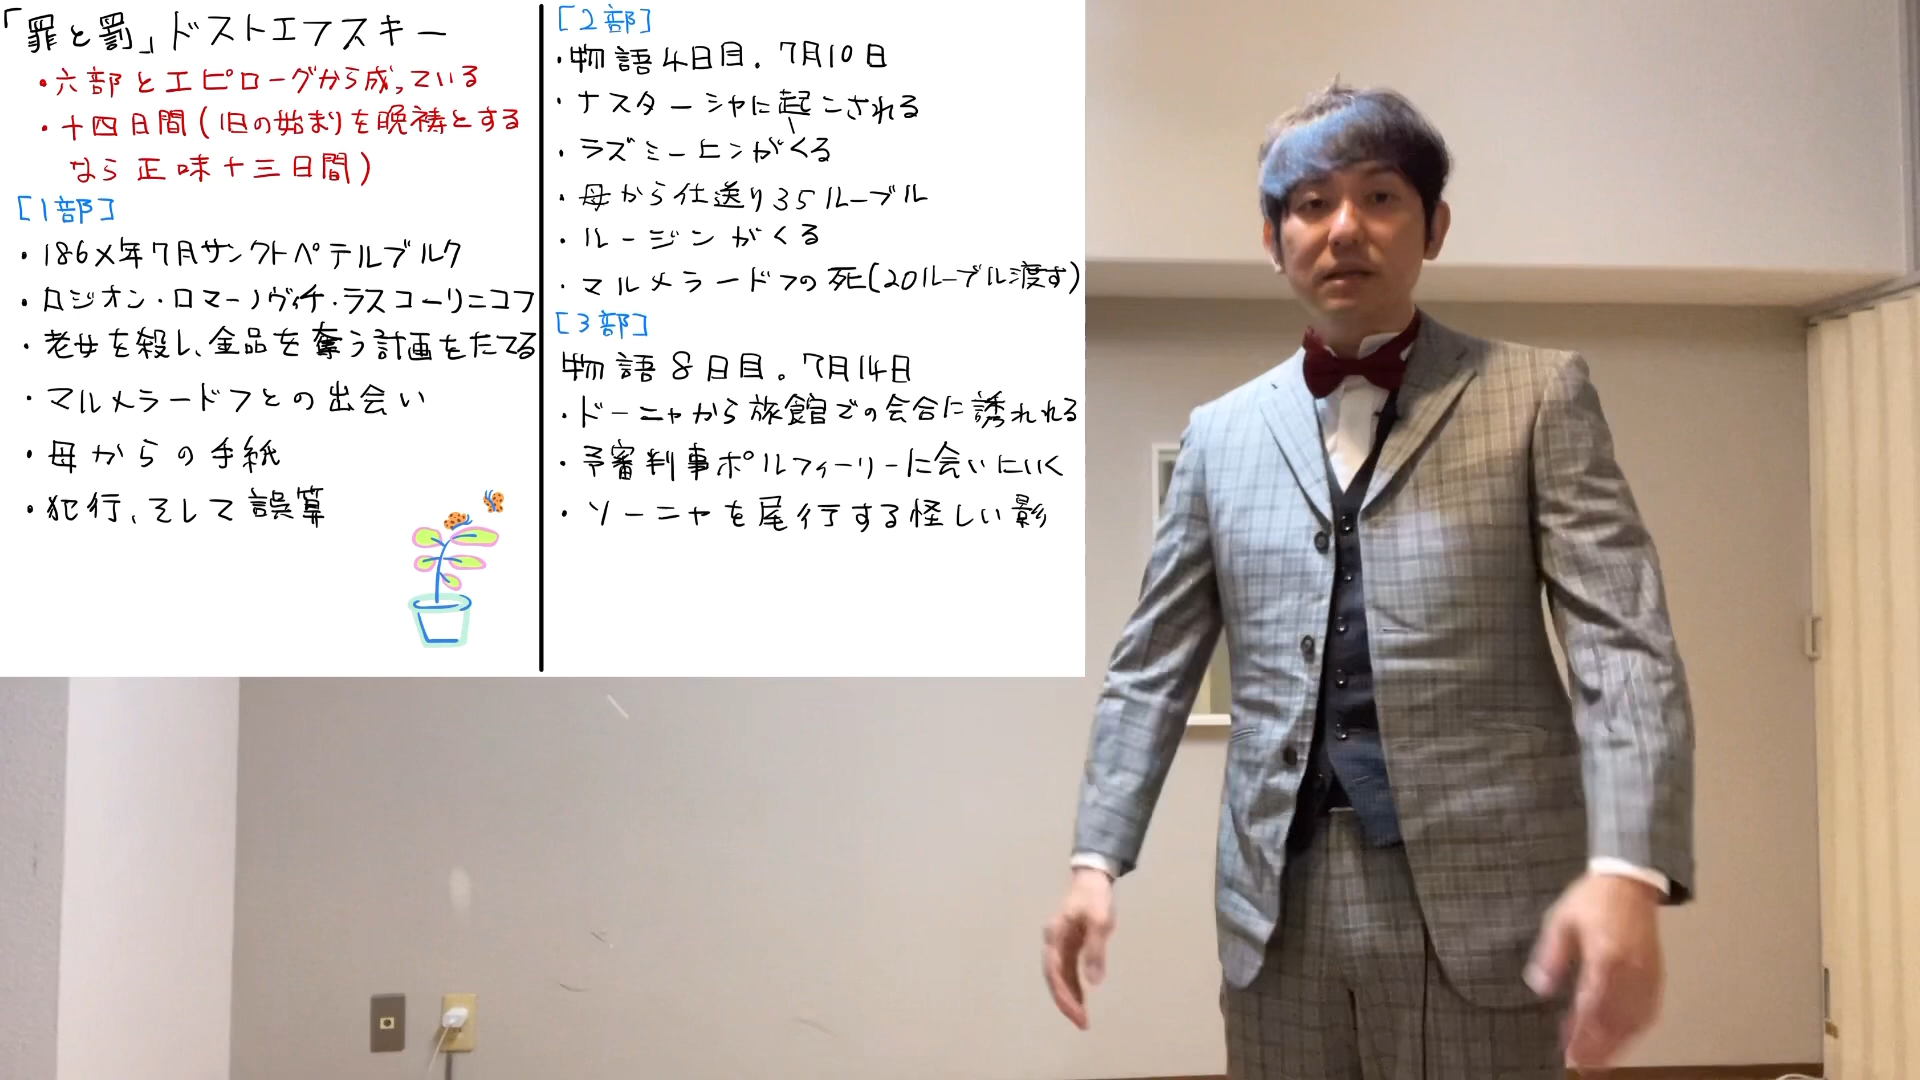 「罪と罰」ドストエフスキー
・六部とエピローグから成っている
・十四日間(旧の始まりを晩祷とする
なら正味十三日間)
[1部]
・186X年7月サンクトペテルブルク
・ロジオン・ロマーノヴィチ・ラスコーリニコフ
・老女を殺し、金品を奪う計画をたてる
・マルメラードフとの出会い
・母からの手紙
・犯行、そして誤算
[2部]
・物語4日目.7月10日
・ナスターシャに起こされる
・ラズミーヒンがくる
・母から仕送り35ルーブル
・ルージンがくる
・マルメラードフの死(20ルーブル渡す)
[3部]
物語8日目。7月14日
・ドーニャから旅館での会合に誘れれる
・予審判事ポルフィーリーに会いにいく
・ソーニャを尾行する怪しい影